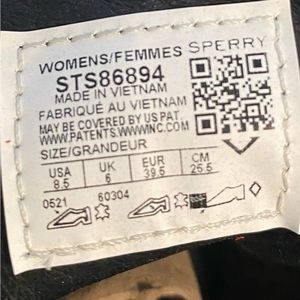 WOMENS/FEMMES SPERRY
STS86894
MADE IN VIETNAM
FABRIQUÉ AU VIETNAM
MAY BE COVERED BY US PAT.
WWW.PATENTS.WWWINC.COM
SIZE/GRANDEUR
USA UK EUR CM
8.5 6 39.5 25.5
0521 60304